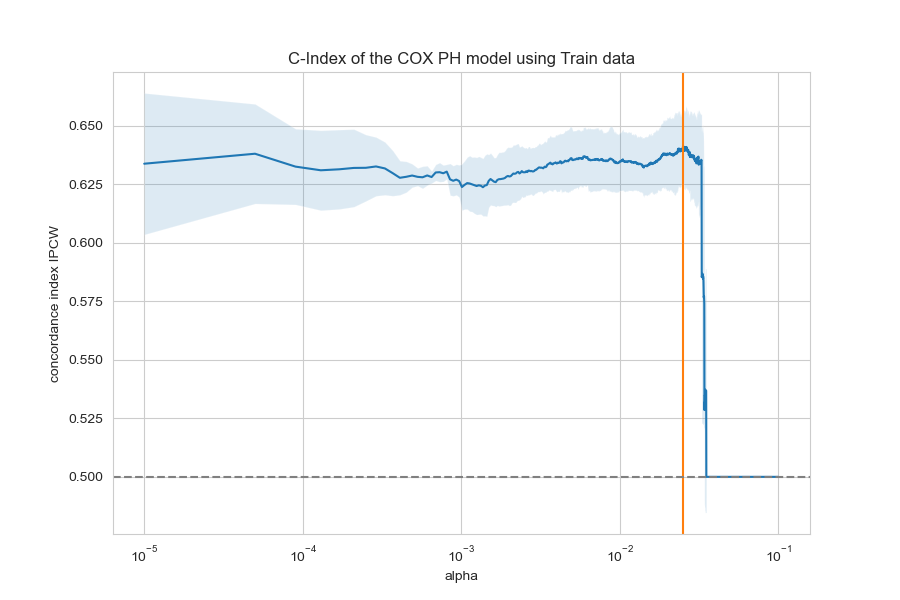 C-Index of the COX PH model using Train data
concordance index IPCW
0.650
0.625
0.600
0.575
0.550
0.525
0.500
10⁻⁵ 10⁻⁴ 10⁻³ 10⁻² 10⁻¹
alpha